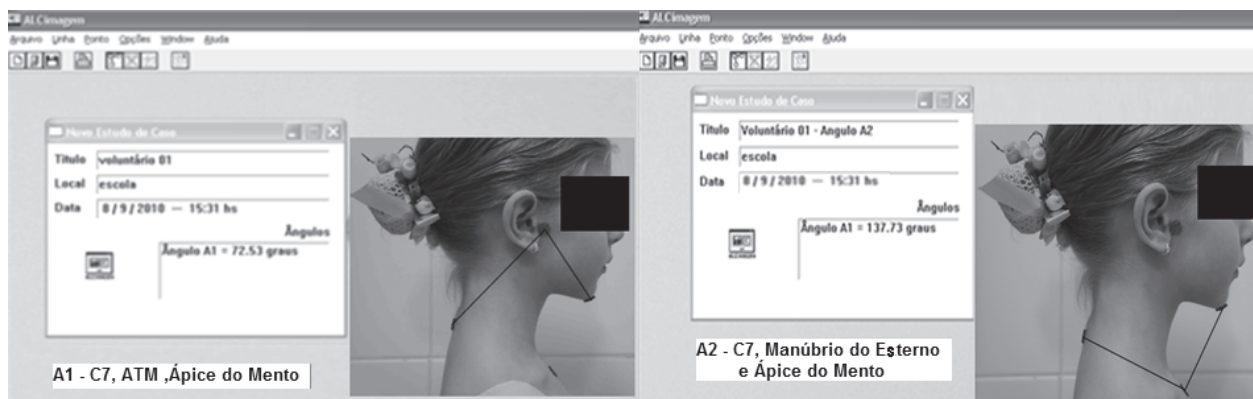 ALCimagem
Arquivo Linha Ponto Opções Window Ajuda
Novo Estudo de Caso
Título voluntário 01
Local escola
Data 8 / 9 / 2010 — 15:31 hs
Ângulos
Ângulo A1 = 72.53 graus
A1 - C7, ATM ,Ápice do Mento
ALCimagem
Arquivo Linha Ponto Opções Window Ajuda
Novo Estudo de Caso
Título Voluntário 01 - Angulo A2
Local escola
Data 8 / 9 / 2010 — 15:31 hs
Ângulos
Ângulo A1 = 137.73 graus
A2 - C7, Manúbrio do Esterno
e Ápice do Mento